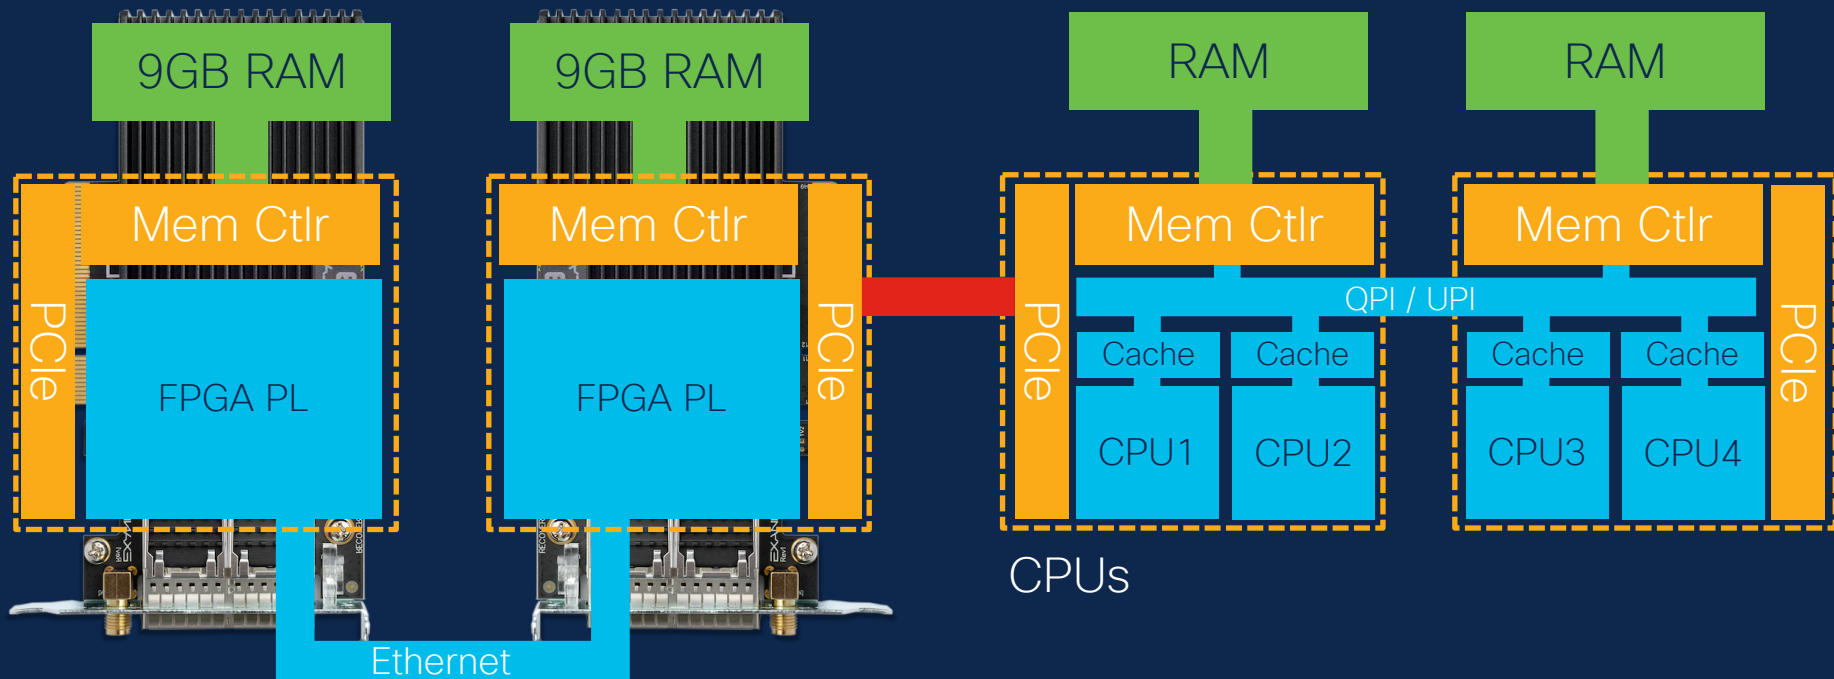 9GB RAM
9GB RAM
RAM
RAM
Mem Ctlr
Mem Ctlr
Mem Ctlr
Mem Ctlr
PCIe
PCIe
PCIe
PCIe
QPI / UPI
Cache
Cache
Cache
Cache
FPGA PL
FPGA PL
CPU1
CPU2
CPU3
CPU4
CPUs
Ethernet